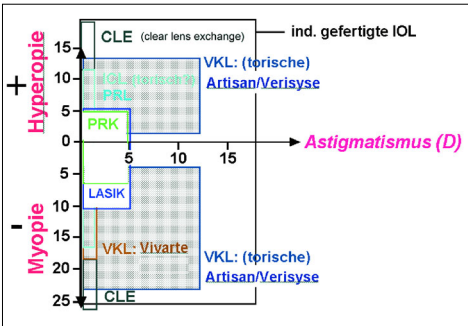 CLE (clear lens exchange)
ind. gefertigte IOL
VKL: (torische)
Artisan/Verisyse
PRL
PRK
LASIK
VKL: Vivarte
VKL: (torische)
Artisan/Verisyse
CLE
+
Hyperopie
-
Myopie
15
10
5
0
5
10
15
20
25
5
10
15
Astigmatismus (D)